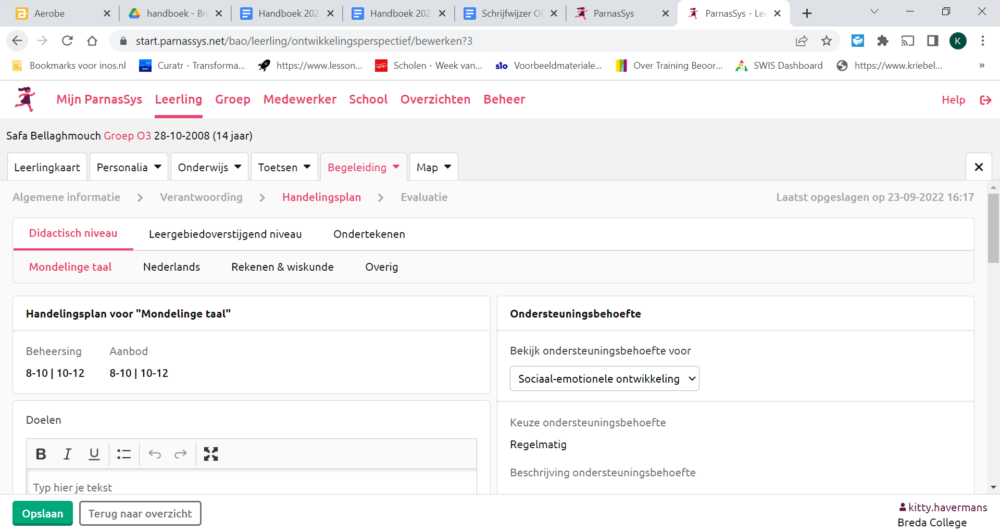 Aerobe
handboek - Bre
Handboek 202
Handboek 202
Schrijfwijzer OP
ParnasSys
ParnasSys - Lee
start.parnassys.net/bao/leerling/ontwikkelingsperspectief/bewerken?3
K
Bookmarks voor inos.nl
Curatr - Transforma...
https://www.lesson...
Scholen - Week van...
slo Voorbeeldmateriale...
Over Training Beoor...
SWIS Dashboard
https://www.kriebel...
»
Mijn ParnasSys Leerling Groep Medewerker School Overzichten Beheer
Help
Safa Bellaghmouch Groep O3 28-10-2008 (14 jaar)
Leerlingkaart Personalia Onderwijs Toetsen Begeleiding Map
Algemene informatie Verantwoording Handelingsplan Evaluatie
Laatst opgeslagen op 23-09-2022 16:17
Didactisch niveau Leergebiedoverstijgend niveau Ondertekenen
Mondelinge taal Nederlands Rekenen & wiskunde Overig
Handelingsplan voor "Mondelinge taal"
Beheersing Aanbod
8-10 | 10-12 8-10 | 10-12
Doelen
B I U
Typ hier je tekst
Ondersteuningsbehoefte
Bekijk ondersteuningsbehoefte voor
Sociaal-emotionele ontwikkeling
Keuze ondersteuningsbehoefte
Regelmatig
Beschrijving ondersteuningsbehoefte
Opslaan Terug naar overzicht
kitty.havermans
Breda College